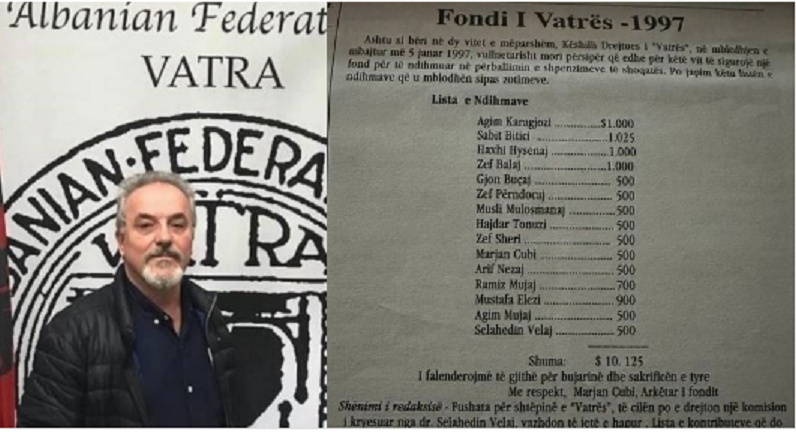 'Albanian Federat
VATRA
ANIAN·FEDERA
VATRA
Fondi I Vatrës -1997
Ashtu si bëri në dy vitet e mëparshëm, Këshilli Drejtues i "Vatrës", në mbledhjen e
mbajtur më 5 janar 1997, vullnetarisht mori përsipër që edhe për këtë vit të sigurojë një
fond për të ndihmuar në përballimin e shpenzimeve të shoqatës. Po japim këtu listën e
ndihmave që u mblodhën sipas zotimeve.
Lista e Ndihmave
Agim Karagjozi ..............$1.000
Sabit Bitici ..................1.025
Haxhi Hysenaj ..............1.000
Zef Balaj .....................1.000
Gjon Buçaj .................... 500
Zef Përndocaj ................ 500
Musli Mulosmanaj .......... 500
Hajdar Tonuzi ................ 500
Zef Sheri ...................... 500
Marjan Cubi .................. 500
Arif Nezaj ..................... 500
Ramiz Mujaj .................. 700
Mustafa Elezi ................. 900
Agim Mujaj ................... 500
Selahedin Velaj .............. 500
Shuma: $ 10. 125
I falenderojmë të gjithë për bujarinë dhe sakrificën e tyre
Me respekt, Marjan Cubi, Arkëtar i fondit
Shënimi i redaksisë - Fushata për shtëpinë e "Vatrës", të cilën po e drejton një komision
i kryesuar nga dr. Selahedin Velaj, vazhdon të jetë e hapur. Lista e kontributeve që do